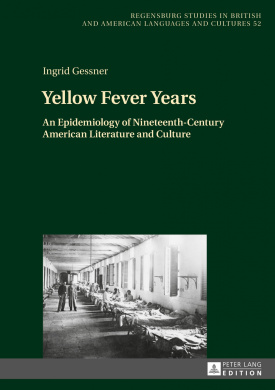 REGENSBURG STUDIES IN BRITISH
AND AMERICAN LANGUAGES AND CULTURES 52
Ingrid Gessner
Yellow Fever Years
An Epidemiology of Nineteenth-Century
American Literature and Culture
PETER LANG
EDITION